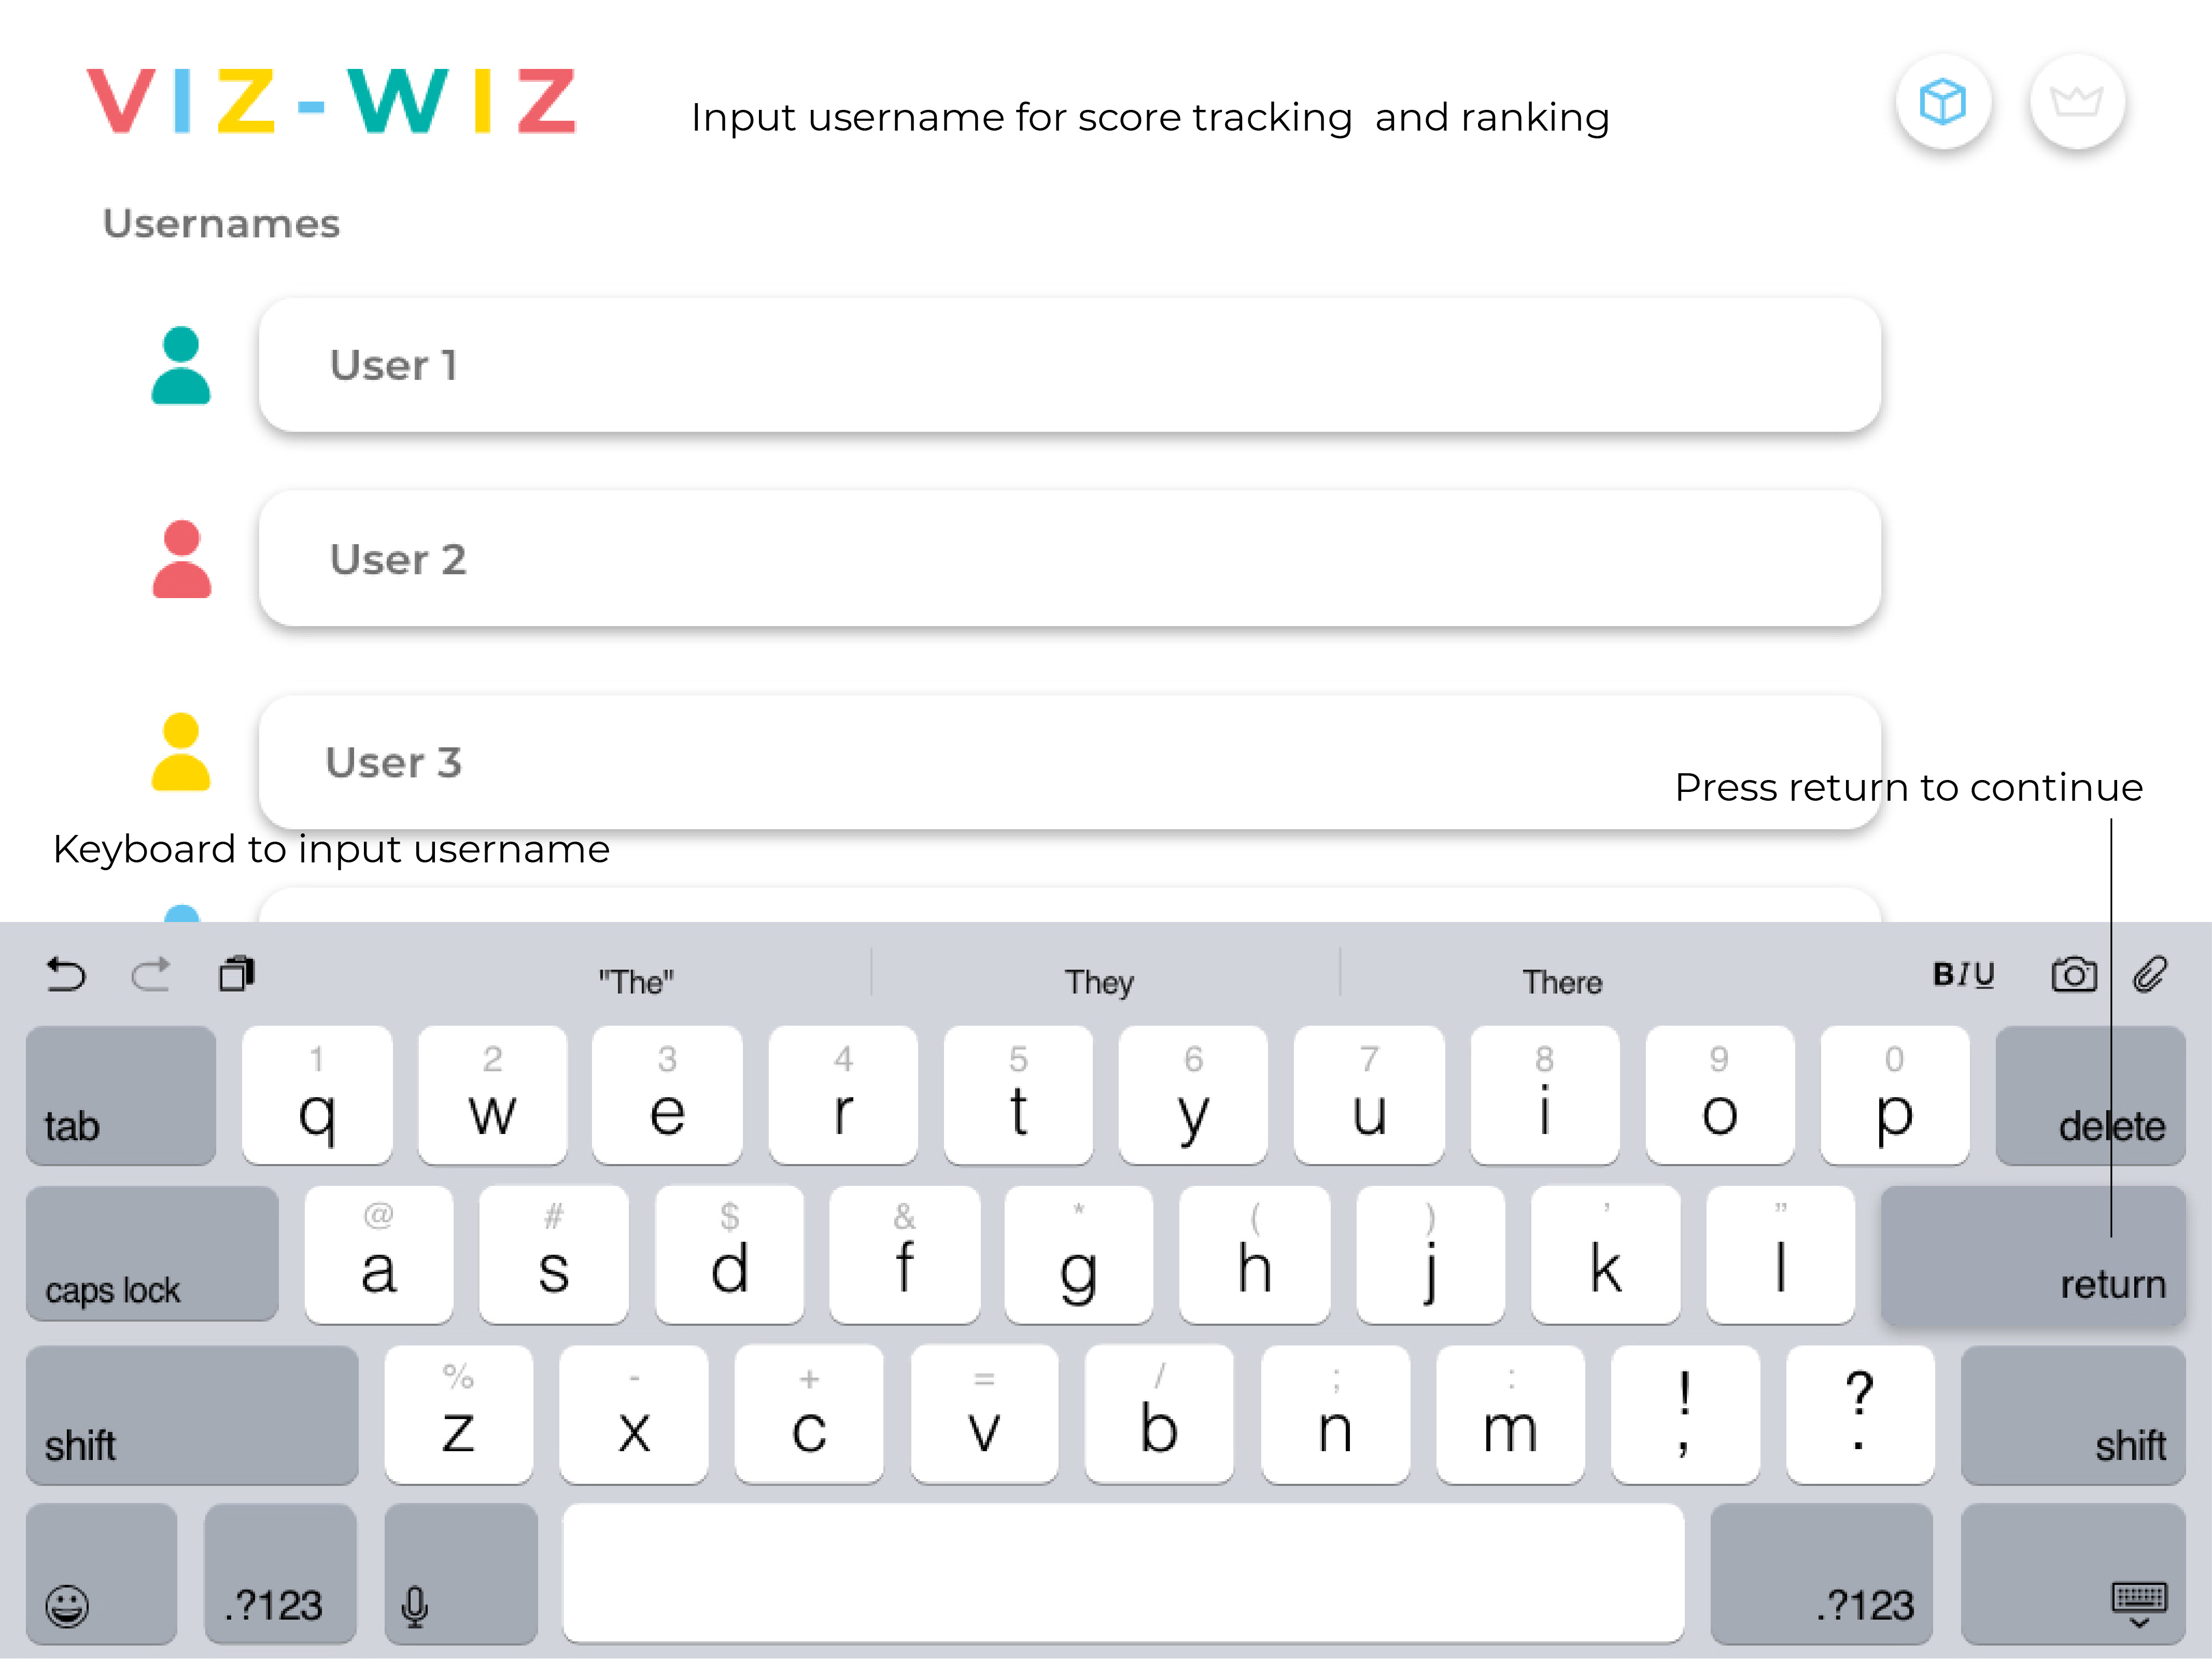 VIZ-WIZ
Input username for score tracking  and ranking
Usernames
User 1
User 2
User 3
Press return to continue
Keyboard to input username
"The" They There BIU
1 2 3 4 5 6 7 8 9 0
tab q w e r t y u i o p delete
@ # $ & * ( ) ’ ”
caps lock a s d f g h j k l return
% - + = / ; : ! ?
shift z x c v b n m , . shift
.?123 .?123